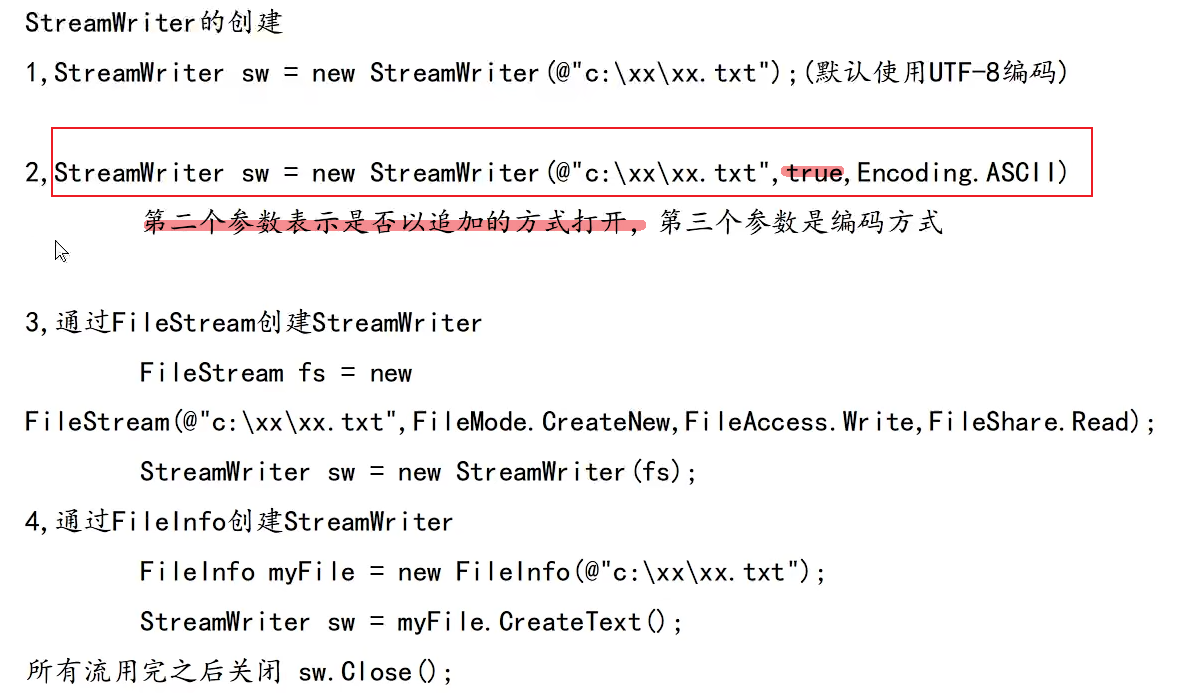 StreamWriter的创建
1,StreamWriter sw = new StreamWriter(@"c:\xx\xx.txt");(默认使用UTF-8编码)
2,StreamWriter sw = new StreamWriter(@"c:\xx\xx.txt",true,Encoding.ASCII)
第二个参数表示是否以追加的方式打开，第三个参数是编码方式
3,通过FileStream创建StreamWriter
FileStream fs = new
FileStream(@"c:\xx\xx.txt",FileMode.CreateNew,FileAccess.Write,FileShare.Read);
StreamWriter sw = new StreamWriter(fs);
4,通过FileInfo创建StreamWriter
FileInfo myFile = new FileInfo(@"c:\xx\xx.txt");
StreamWriter sw = myFile.CreateText();
所有流用完之后关闭 sw.Close();